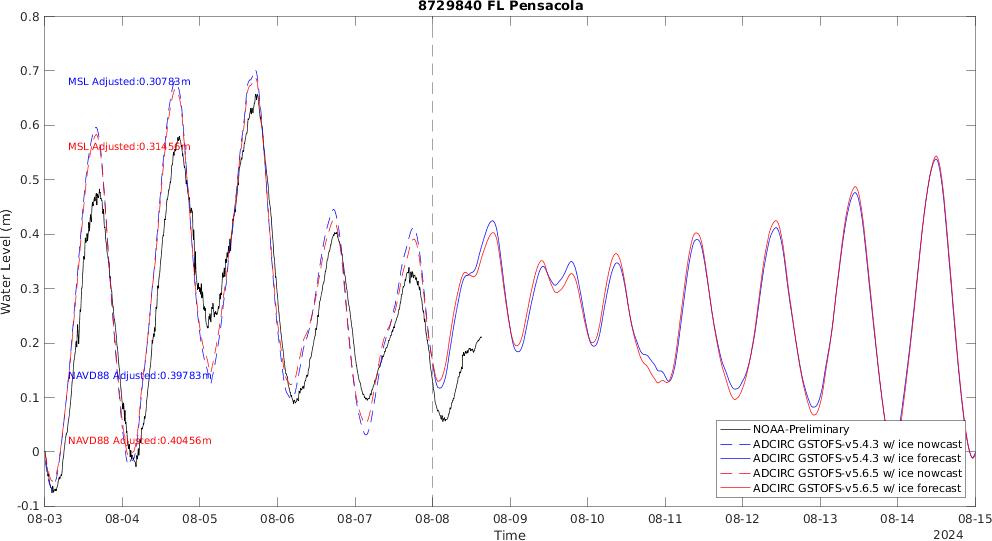 8729840 FL Pensacola
0.8
0.7
0.6
0.5
0.4
0.3
0.2
0.1
0
-0.1
Water Level (m)
MSL Adjusted:0.30783m
MSL Adjusted:0.31456m
NAVD88 Adjusted:0.39783m
NAVD88 Adjusted:0.40456m
NOAA-Preliminary
ADCIRC GSTOFS-v5.4.3 w/ ice nowcast
ADCIRC GSTOFS-v5.4.3 w/ ice forecast
ADCIRC GSTOFS-v5.6.5 w/ ice nowcast
ADCIRC GSTOFS-v5.6.5 w/ ice forecast
08-03 08-04 08-05 08-06 08-07 08-08 08-09 08-10 08-11 08-12 08-13 08-14 08-15
Time
2024